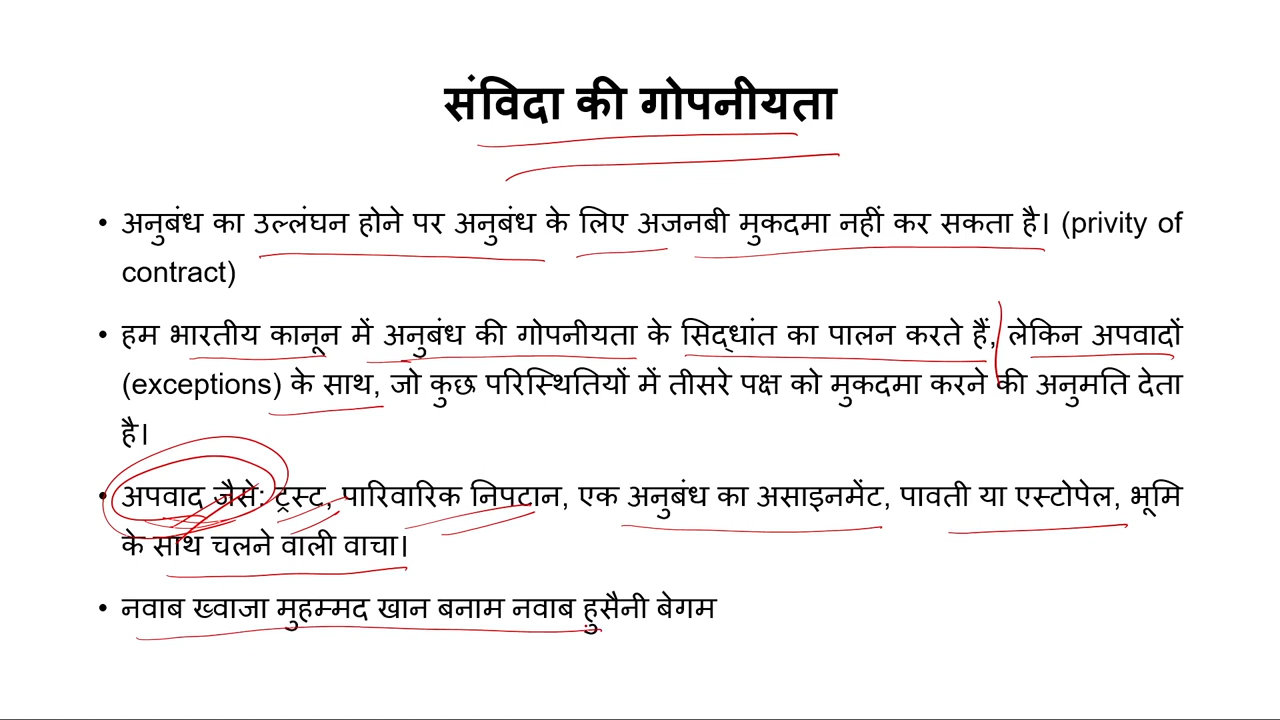 संविदा की गोपनीयता
• अनुबंध का उल्लंघन होने पर अनुबंध के लिए अजनबी मुकदमा नहीं कर सकता है। (privity of
contract)
• हम भारतीय कानून में अनुबंध की गोपनीयता के सिद्धांत का पालन करते हैं, लेकिन अपवादों
(exceptions) के साथ, जो कुछ परिस्थितियों में तीसरे पक्ष को मुकदमा करने की अनुमति देता
है।
• अपवाद जैसे: ट्रस्ट, पारिवारिक निपटान, एक अनुबंध का असाइनमेंट, पावती या एस्टोपेल, भूमि
के साथ चलने वाली वाचा।
• नवाब ख्वाजा मुहम्मद खान बनाम नवाब हुसैनी बेगम